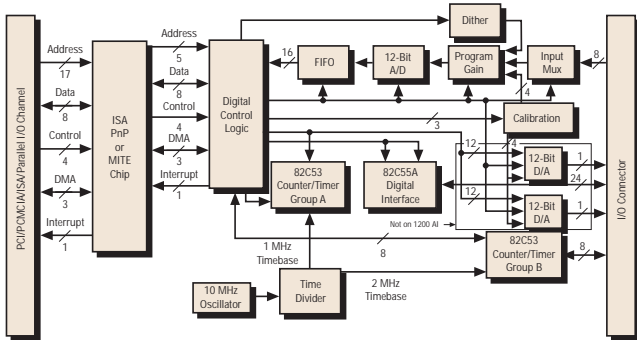 PCI/PCMCIA/ISA/Parallel I/O Channel
Address
17
Data
8
Control
4
DMA
3
Interrupt
1
ISA
PnP
or
MITE
Chip
Address
5
Data
8
Control
4
DMA
3
Interrupt
1
Digital
Control
Logic
16
FIFO
12-Bit
A/D
Program
Gain
Input
Mux
8
Dither
4
Calibration
3
4
12
12-Bit
D/A
1
24
12
12-Bit
D/A
1
Not on 1200 AI
82C53
Counter/Timer
Group A
82C55A
Digital
Interface
82C53
Counter/Timer
Group B
8
8
1 MHz
Timebase
10 MHz
Oscillator
Time
Divider
2 MHz
Timebase
I/O Connector